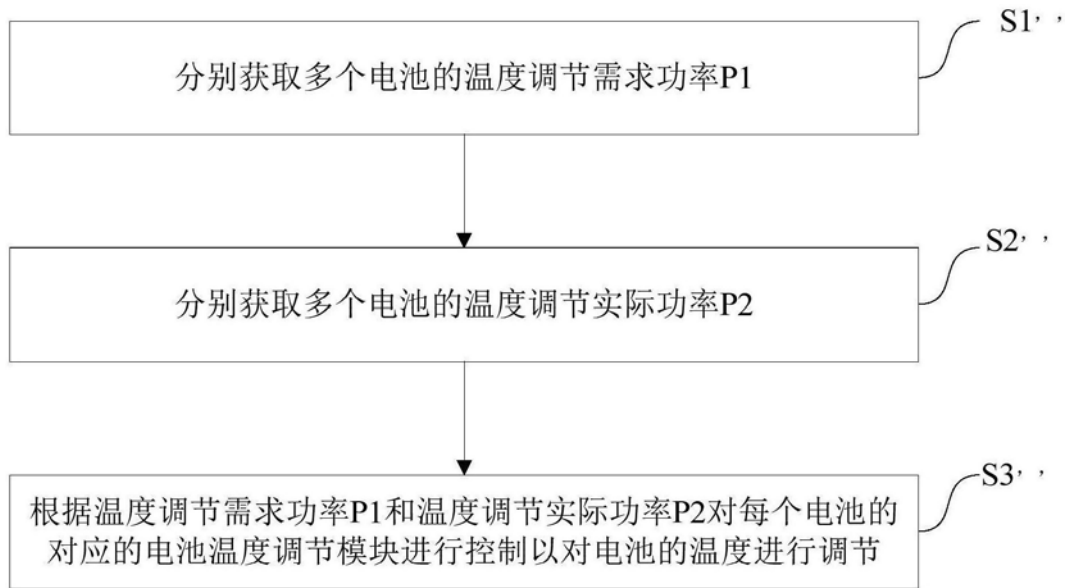 S1, ,
分别获取多个电池的温度调节需求功率P1
S2, ,
分别获取多个电池的温度调节实际功率P2
S3, ,
根据温度调节需求功率P1和温度调节实际功率P2对每个电池的
对应的电池温度调节模块进行控制以对电池的温度进行调节